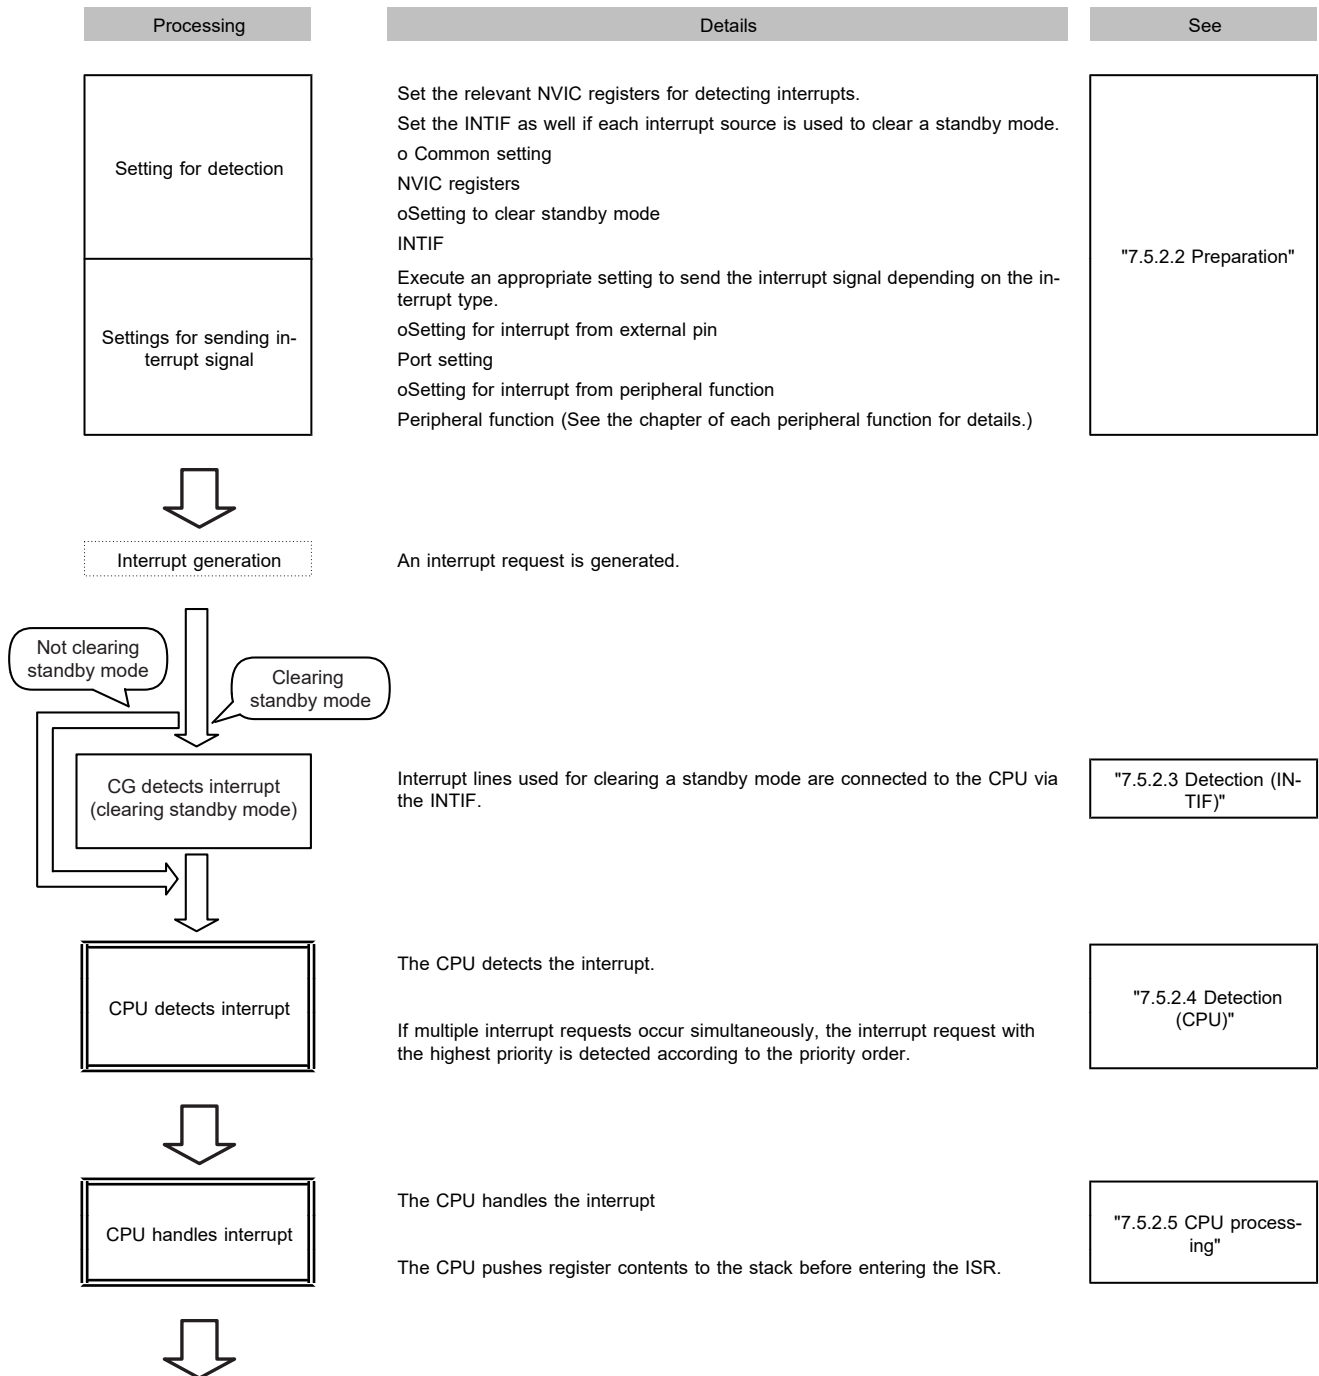 Processing
Details
See
Setting for detection
Set the relevant NVIC registers for detecting interrupts.
Set the INTIF as well if each interrupt source is used to clear a standby mode.
o Common setting
NVIC registers
oSetting to clear standby mode
INTIF
"7.5.2.2 Preparation"
Settings for sending in-
terrupt signal
Execute an appropriate setting to send the interrupt signal depending on the in-
terrupt type.
oSetting for interrupt from external pin
Port setting
oSetting for interrupt from peripheral function
Peripheral function (See the chapter of each peripheral function for details.)
Interrupt generation
An interrupt request is generated.
Not clearing
standby mode
Clearing
standby mode
CG detects interrupt
(clearing standby mode)
Interrupt lines used for clearing a standby mode are connected to the CPU via
the INTIF.
"7.5.2.3 Detection (IN-
TIF)"
CPU detects interrupt
The CPU detects the interrupt.
If multiple interrupt requests occur simultaneously, the interrupt request with
the highest priority is detected according to the priority order.
"7.5.2.4 Detection
(CPU)"
CPU handles interrupt
The CPU handles the interrupt
The CPU pushes register contents to the stack before entering the ISR.
"7.5.2.5 CPU process-
ing"